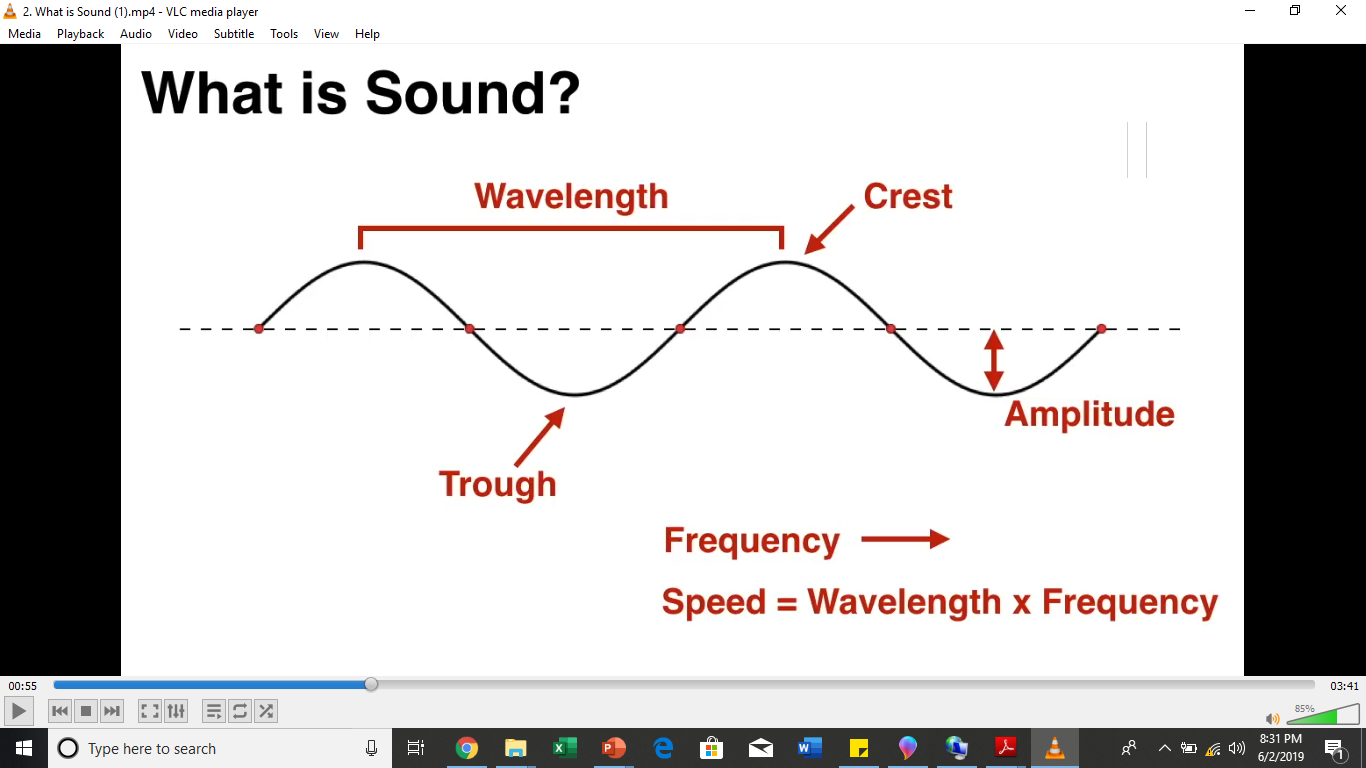 2. What is Sound (1).mp4 - VLC media player
Media Playback Audio Video Subtitle Tools View Help
What is Sound?
Wavelength
Crest
Amplitude
Trough
Frequency
Speed = Wavelength x Frequency
00:55
03:41
85%
Type here to search
8:31 PM
6/2/2019
1